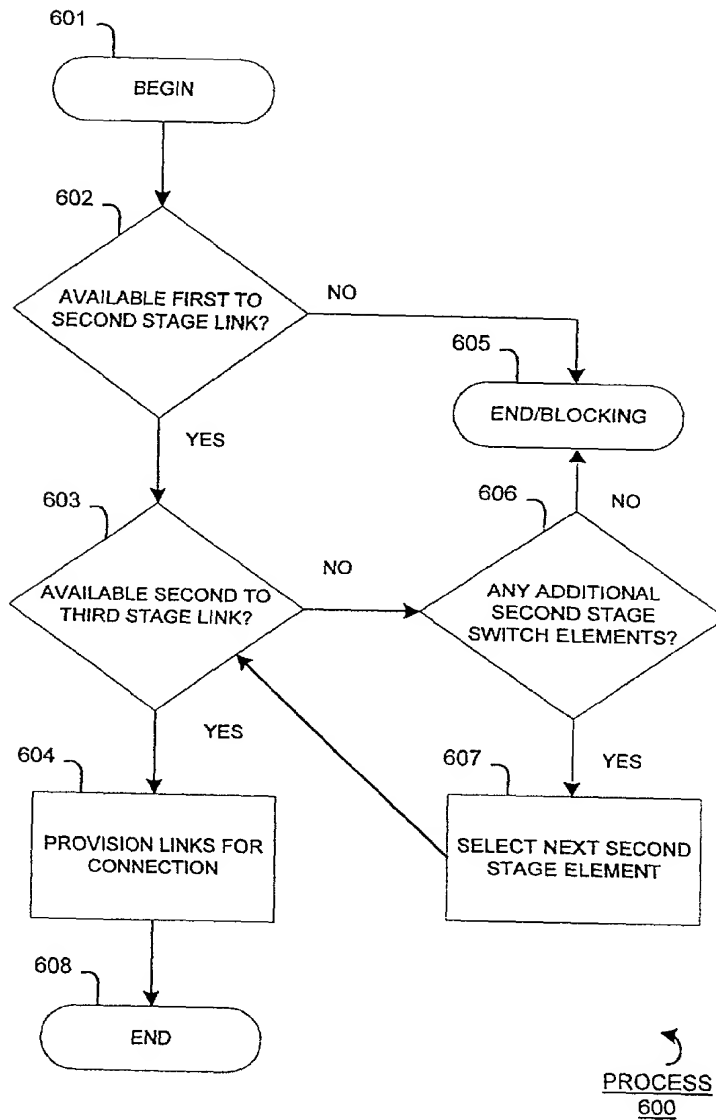 601
BEGIN
602
AVAILABLE FIRST TO
SECOND STAGE LINK?
NO
605
END/BLOCKING
YES
603
606
NO
AVAILABLE SECOND TO
THIRD STAGE LINK?
NO
ANY ADDITIONAL
SECOND STAGE
SWITCH ELEMENTS?
YES
604
YES
607
PROVISION LINKS FOR
CONNECTION
SELECT NEXT SECOND
STAGE ELEMENT
608
END
PROCESS
600